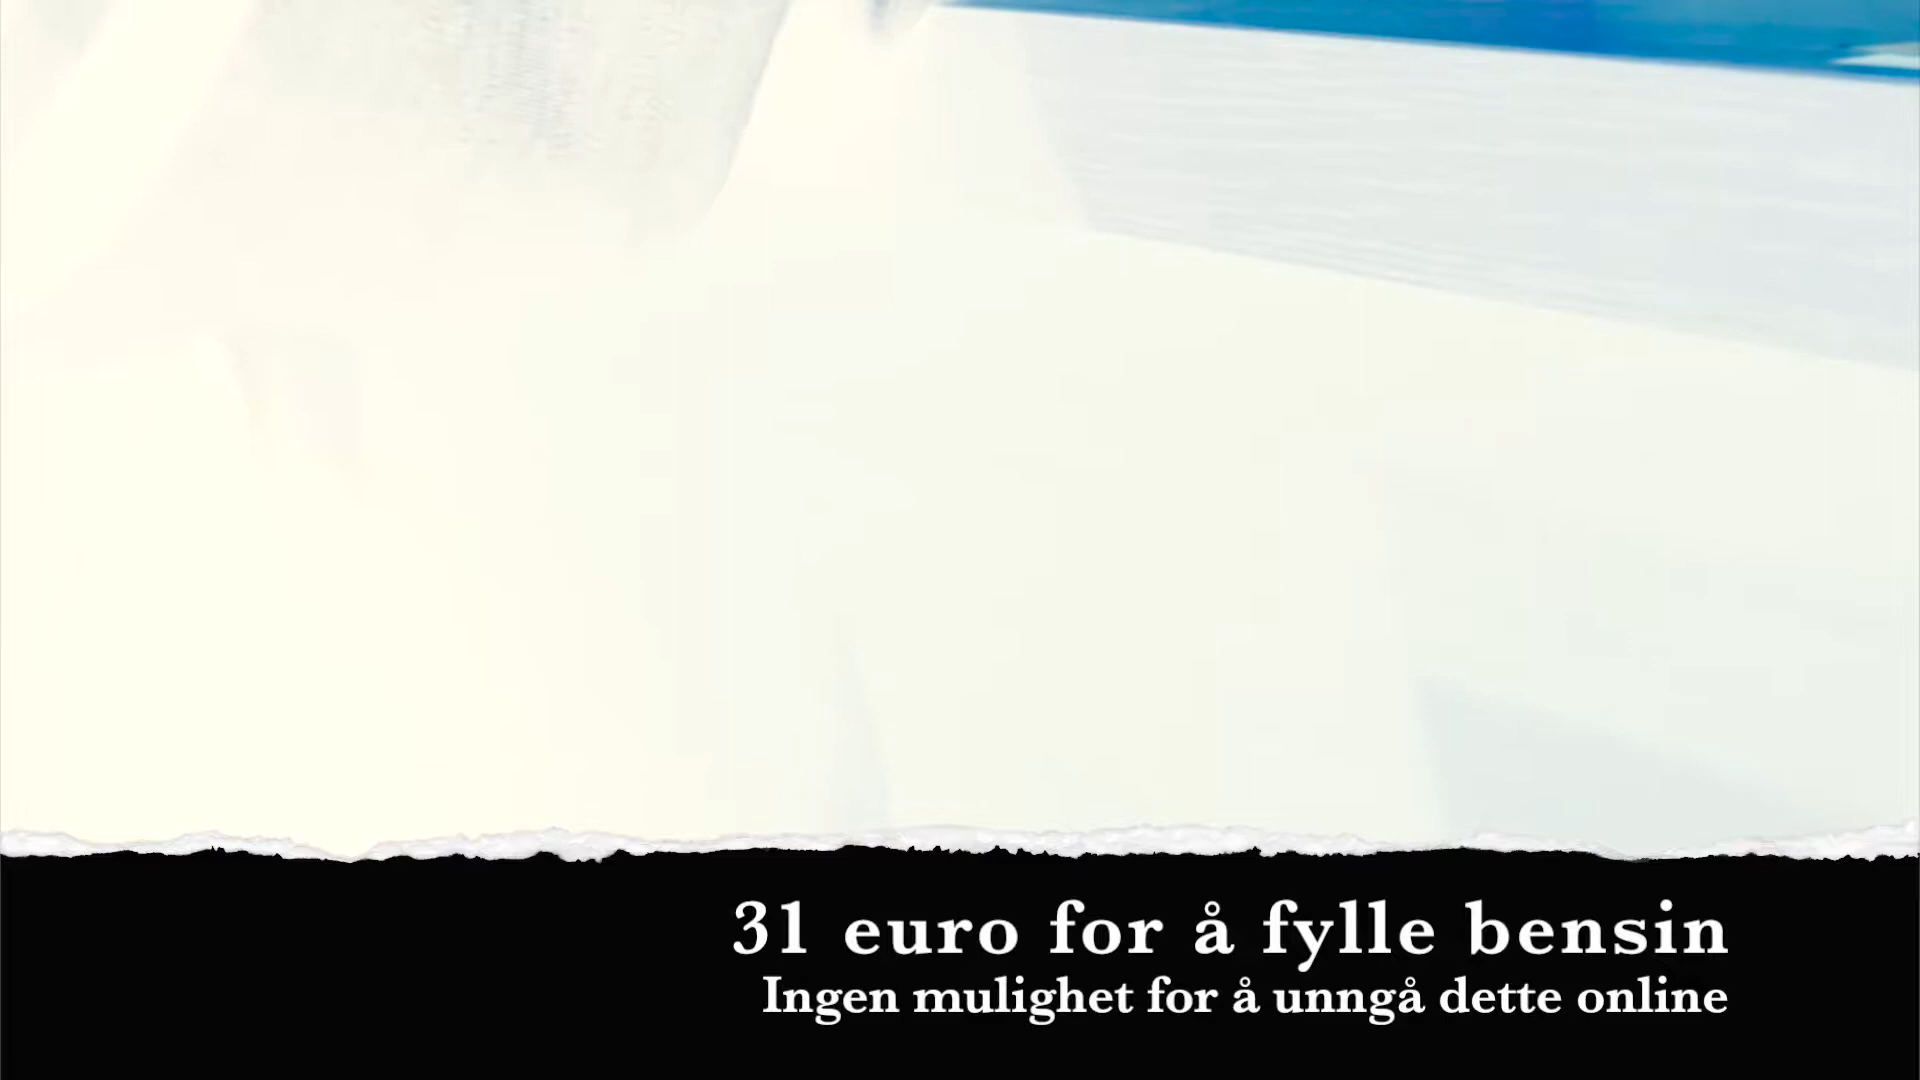 31 euro for å fylle bensin
Ingen mulighet for å unngå dette online